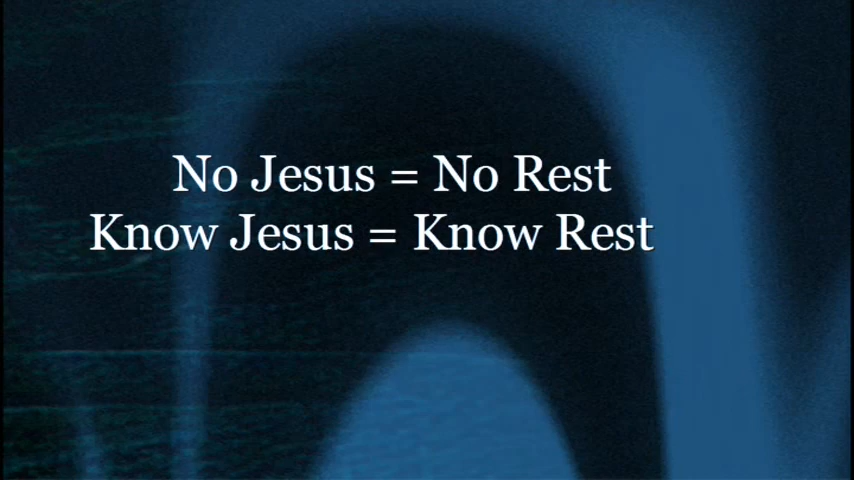 No Jesus = No Rest
Know Jesus = Know Rest